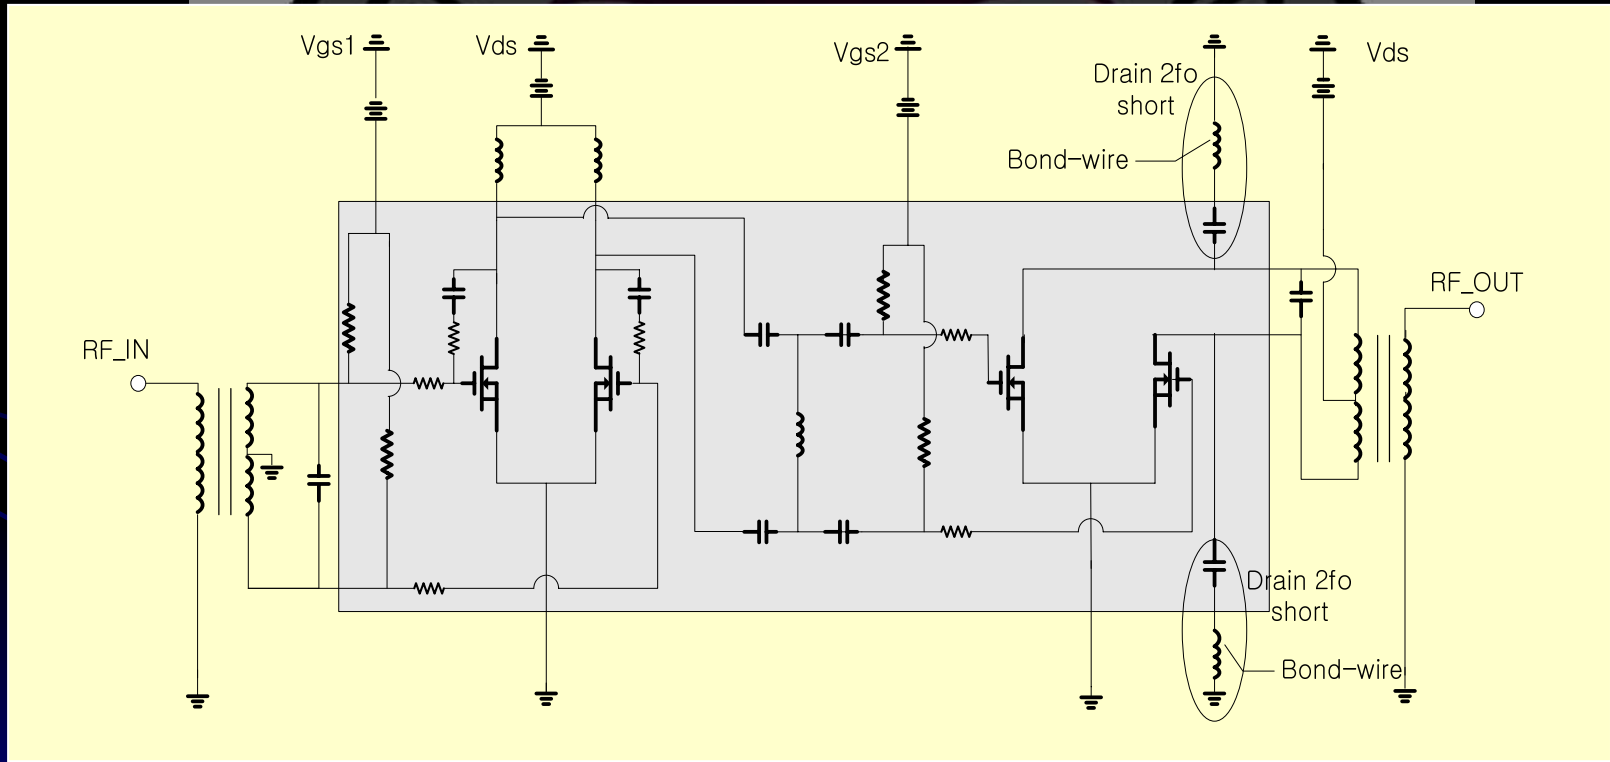 Vgs1
Vds
Vgs2
Vds
Drain 2fo
short
Bond-wire
RF_OUT
RF_IN
Drain 2fo
short
Bond-wire